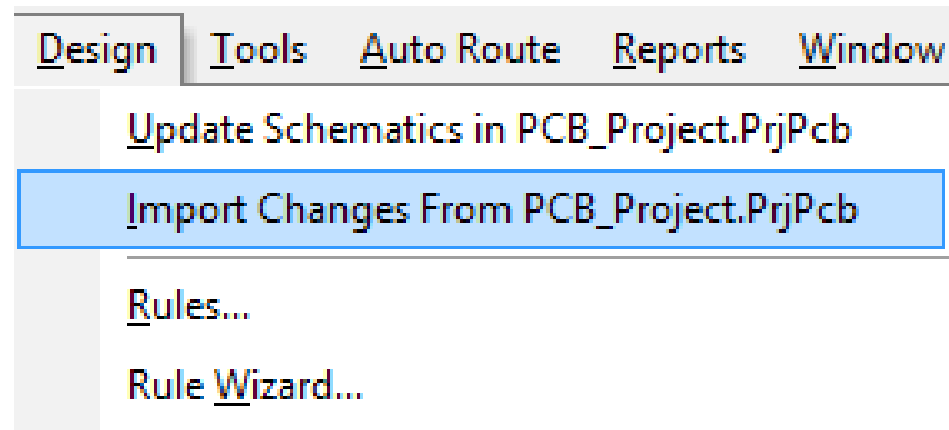 Design Tools Auto Route Reports Window
Update Schematics in PCB_Project.PrjPcb
Import Changes From PCB_Project.PrjPcb
Rules...
Rule Wizard...